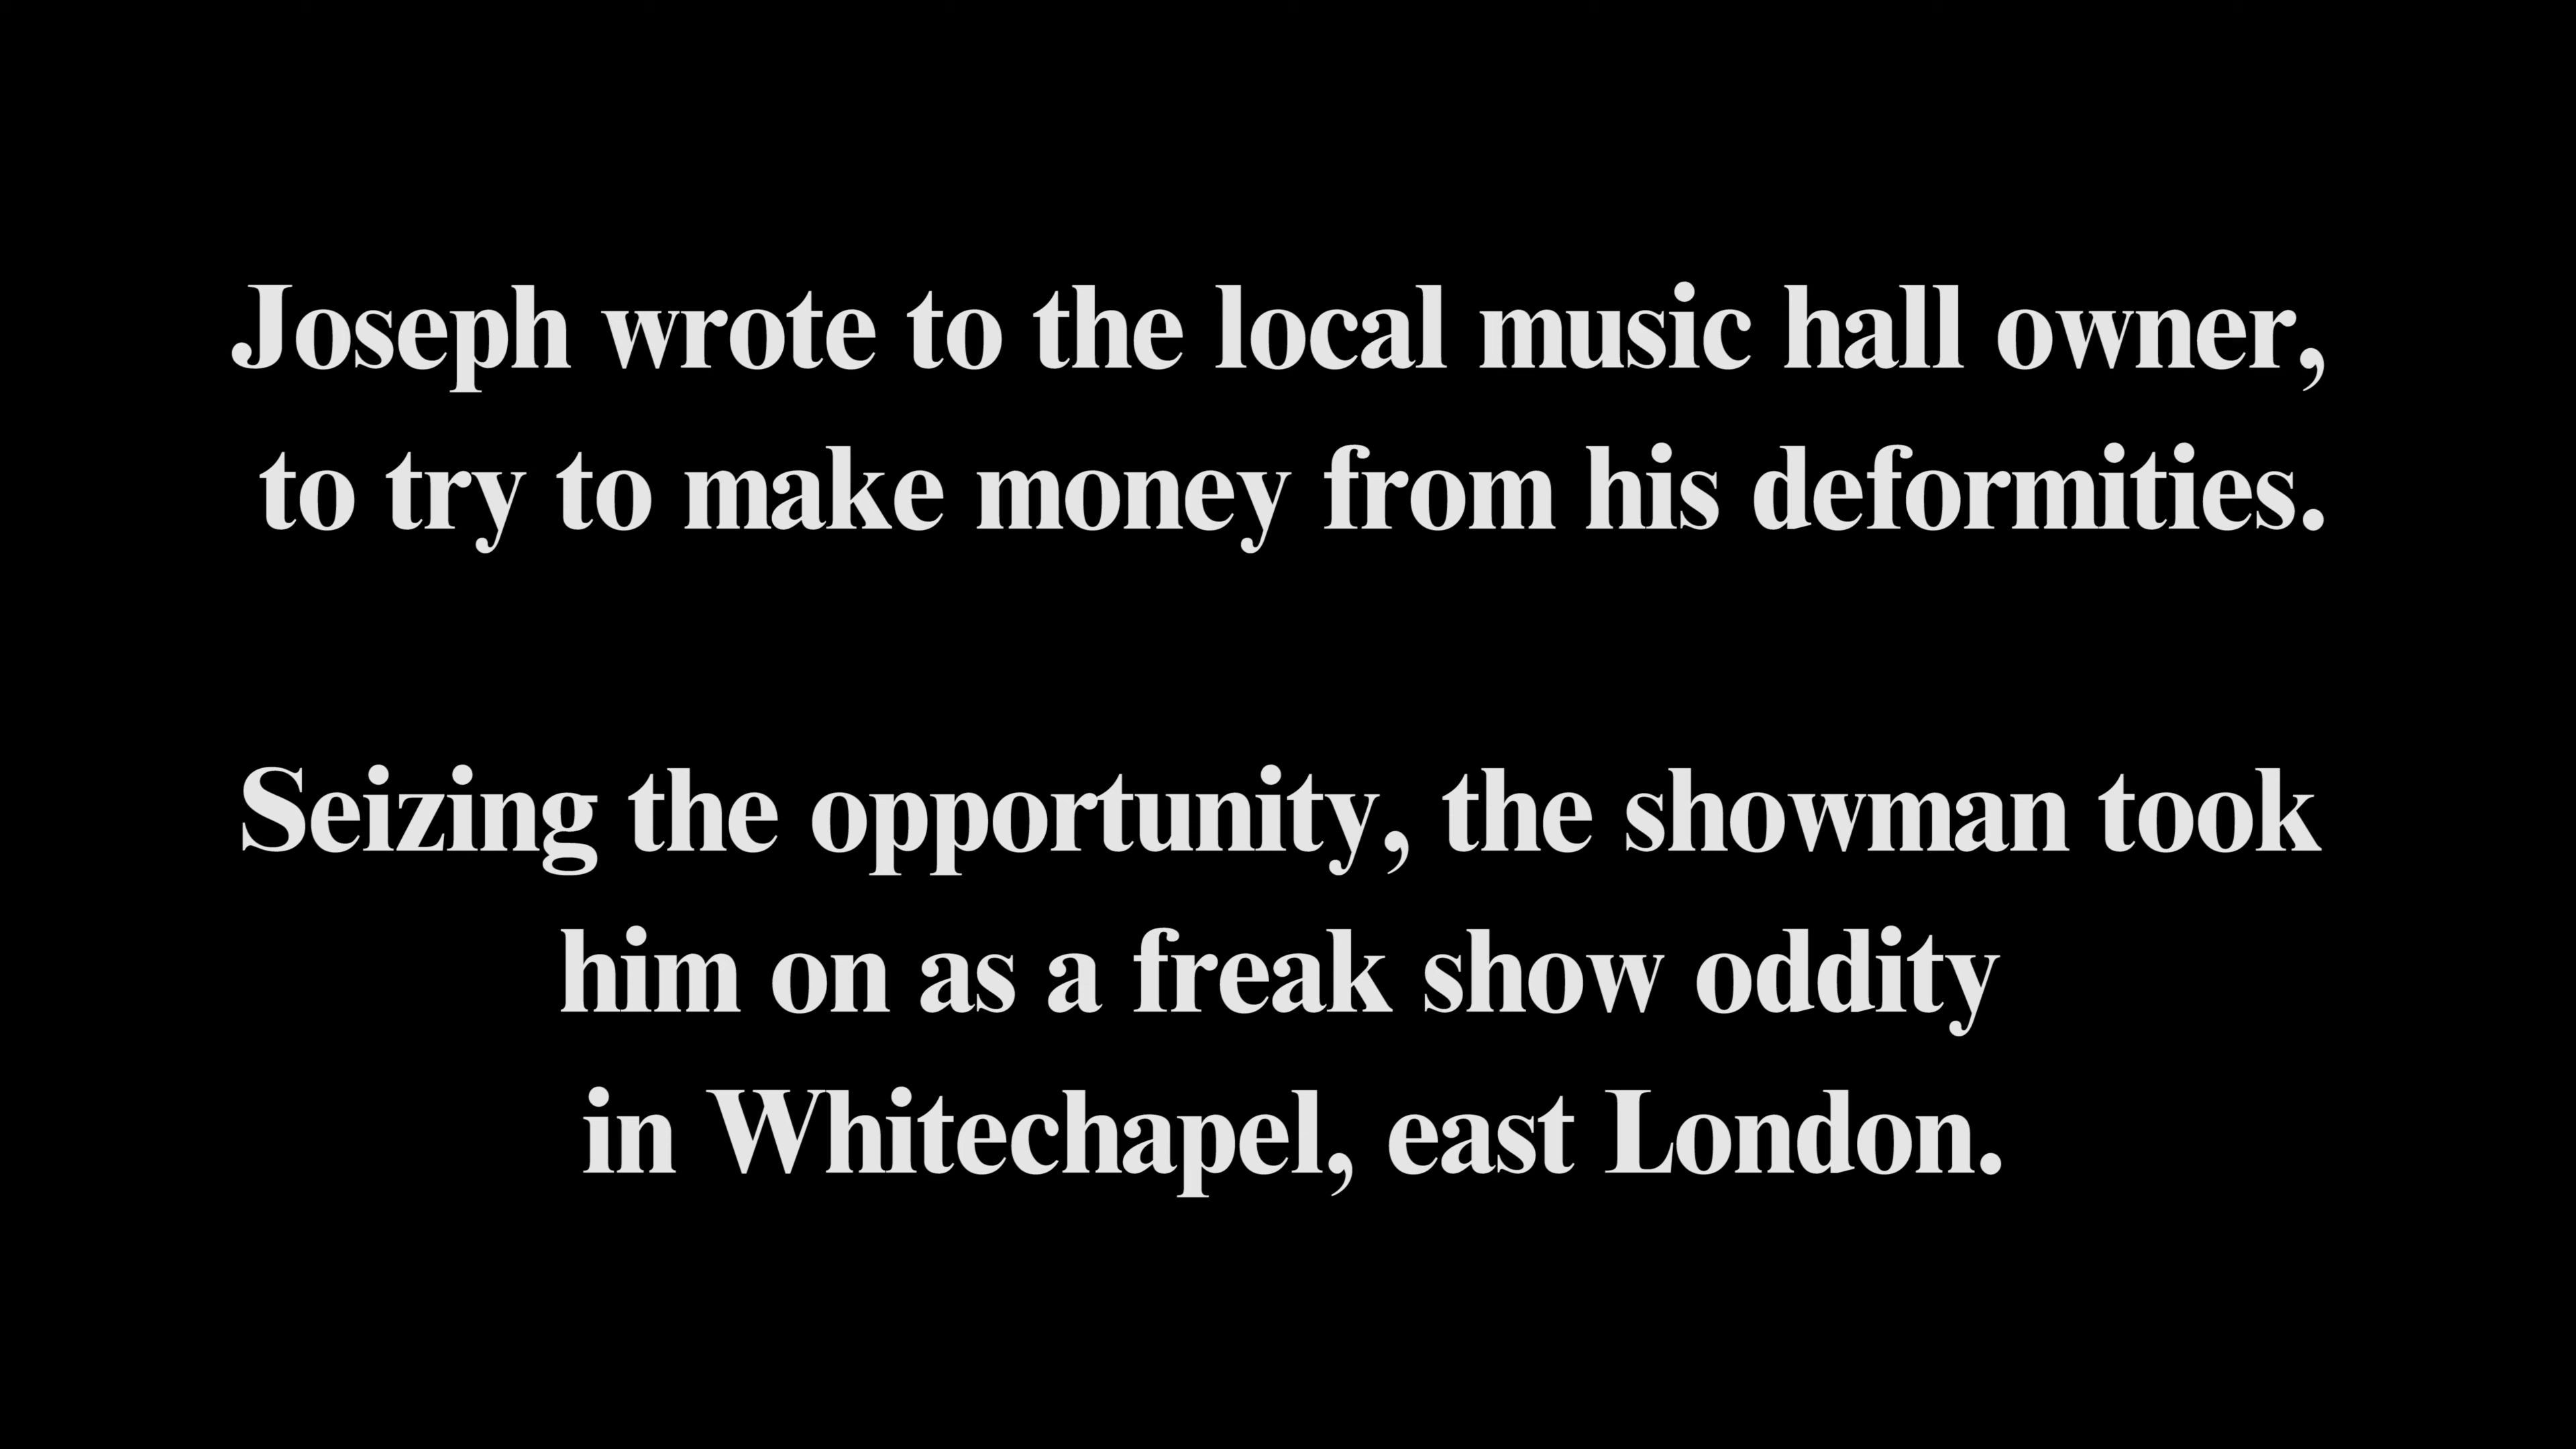 Joseph wrote to the local music hall owner,
to try to make money from his deformities.
Seizing the opportunity, the showman took
him on as a freak show oddity
in Whitechapel, east London.